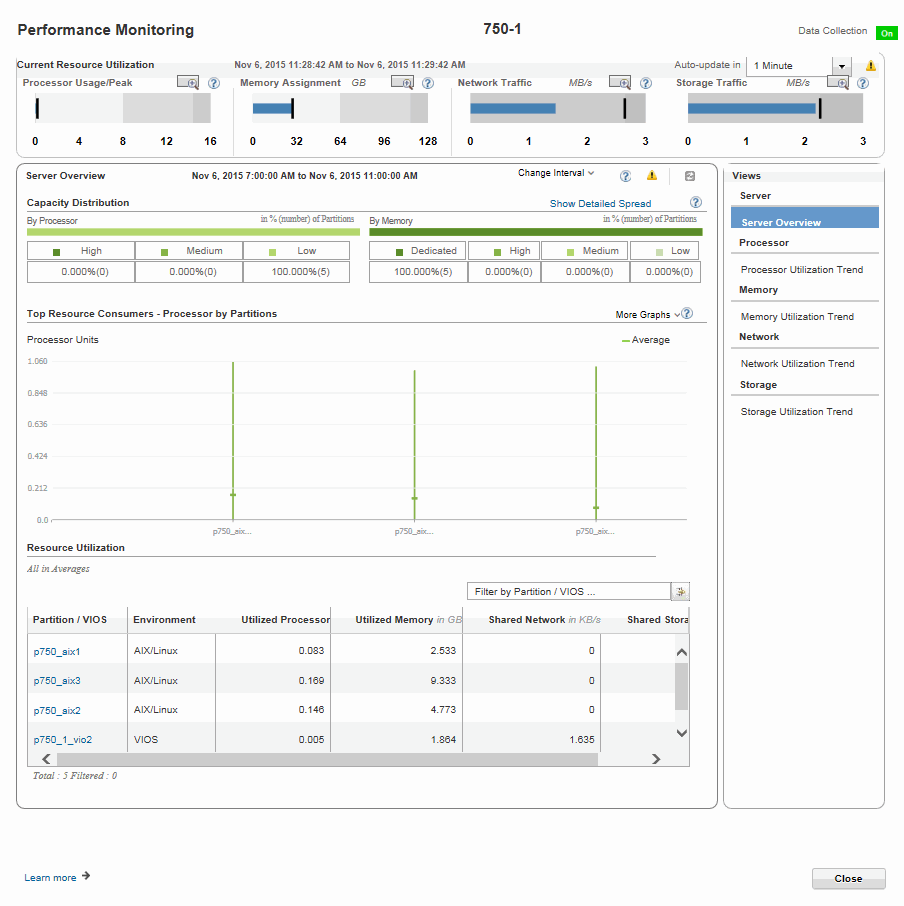 Performance Monitoring
750-1
Data Collection On
Current Resource Utilization Nov 6, 2015 11:28:42 AM to Nov 6, 2015 11:29:42 AM Auto-update in 1 Minute
Processor Usage/Peak Memory Assignment GB Network Traffic MB/s Storage Traffic MB/s
0 4 8 12 16 0 32 64 96 128 0 1 2 3 0 1 2 3
Server Overview Nov 6, 2015 7:00:00 AM to Nov 6, 2015 11:00:00 AM Change Interval
Capacity Distribution Show Detailed Spread
By Processor in % (number) of Partitions By Memory in % (number) of Partitions
High Medium Low Dedicated High Medium Low
0.000%(0) 0.000%(0) 100.000%(5) 100.000%(5) 0.000%(0) 0.000%(0) 0.000%(0)
Top Resource Consumers - Processor by Partitions More Graphs
Processor Units Average
1.060
0.848
0.636
0.424
0.212
0.0
p750_aix... p750_aix... p750_aix...
Resource Utilization
All in Averages
Filter by Partition / VIOS ...
Partition / VIOS Environment Utilized Processor Utilized Memory in GB Shared Network in KB/s Shared Stora
p750_aix1 AIX/Linux 0.083 2.533 0
p750_aix3 AIX/Linux 0.169 9.333 0
p750_aix2 AIX/Linux 0.146 4.773 0
p750_1_vio2 VIOS 0.005 1.864 1.635
Total : 5 Filtered : 0
Views
Server
Server Overview
Processor
Processor Utilization Trend
Memory
Memory Utilization Trend
Network
Network Utilization Trend
Storage
Storage Utilization Trend
Learn more
Close